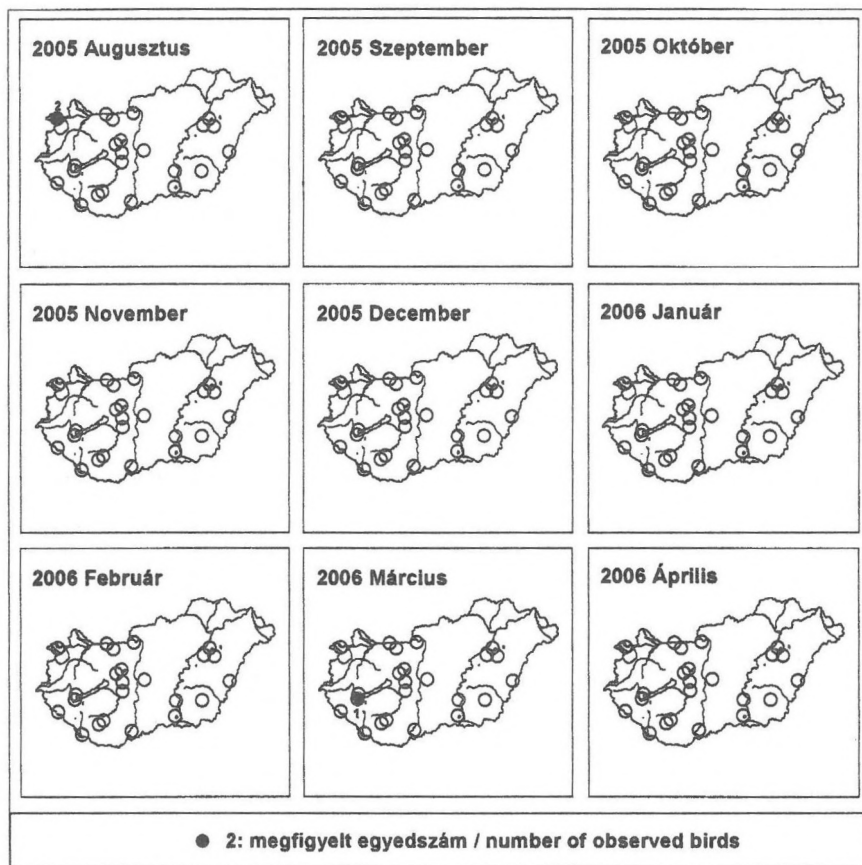 2005 Augusztus
2
2005 Szeptember
2005 Október
2005 November
2005 December
2006 Január
2006 Február
2006 Március
1
2006 Április
● 2: megfigyelt egyedszám / number of observed birds